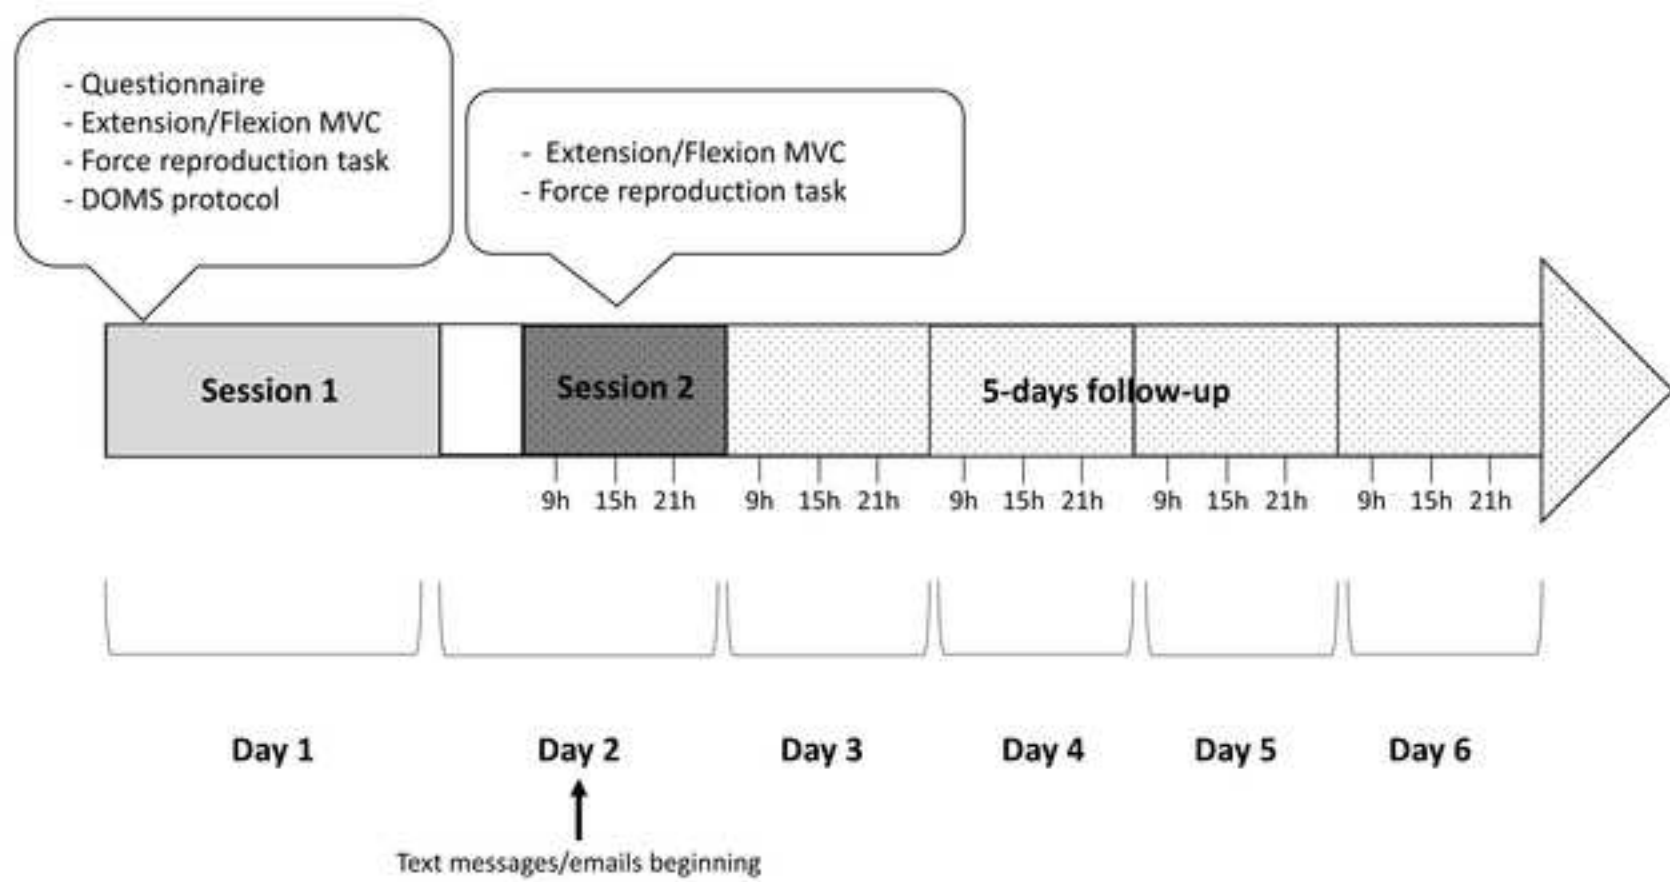 - Questionnaire
- Extension/Flexion MVC
- Force reproduction task
- DOMS protocol
- Extension/Flexion MVC
- Force reproduction task
Session 1
Session 2
5-days follow-up
9h 15h 21h 9h 15h 21h 9h 15h 21h 9h 15h 21h 9h 15h 21h
Day 1 Day 2 Day 3 Day 4 Day 5 Day 6
Text messages/emails beginning